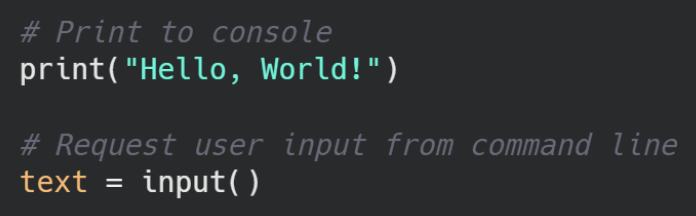 # Print to console
print("Hello, World!")
# Request user input from command line
text = input()